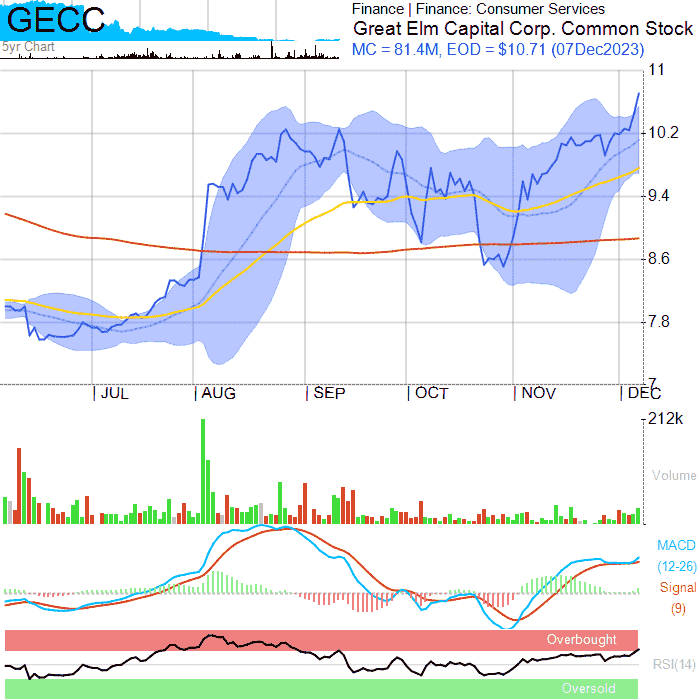 GECC
5yr Chart
Finance | Finance: Consumer Services
Great Elm Capital Corp. Common Stock
MC = 81.4M, EOD = $10.71 (07Dec2023)
11
10.2
9.4
8.6
7.8
7
JUL AUG SEP OCT NOV DEC
212k
Volume
MACD
(12-26)
Signal
(9)
Overbought
RSI(14)
Oversold